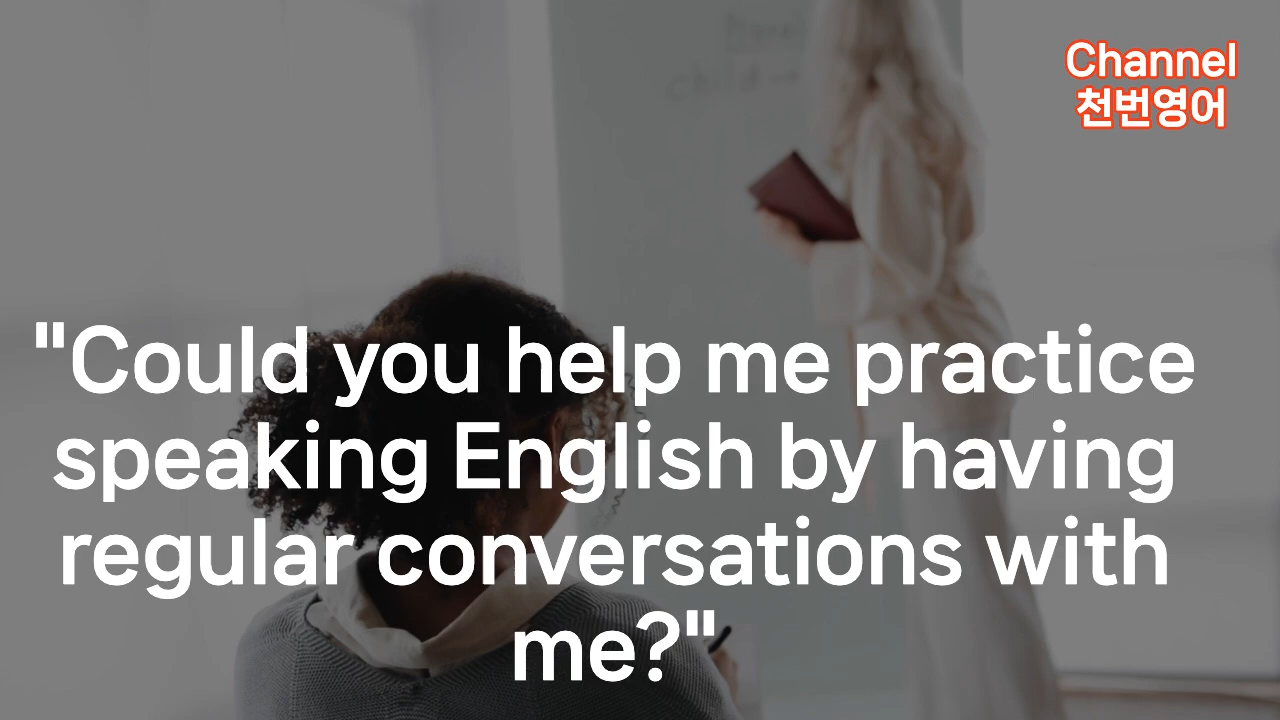 Channel
천번영어
"Could you help me practice
speaking English by having
regular conversations with
me?"